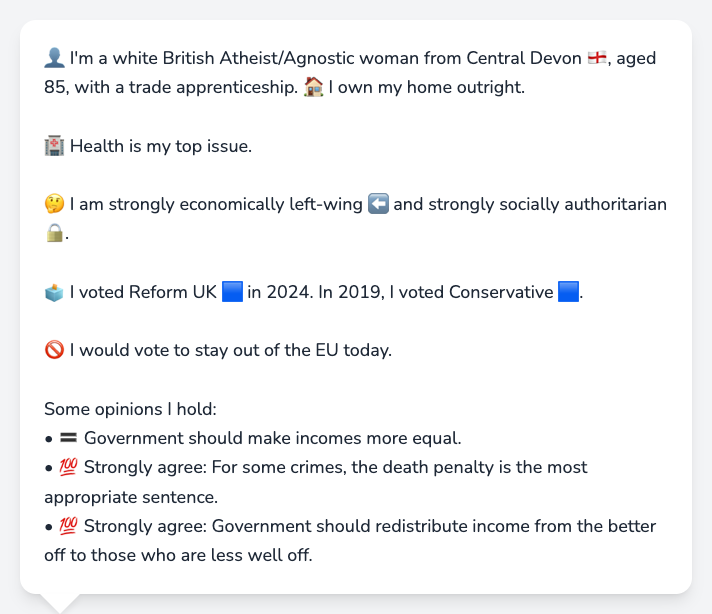 👤 I'm a white British Atheist/Agnostic woman from Central Devon 🏴󠁧󠁢󠁥󠁮󠁧󠁿, aged
85, with a trade apprenticeship. 🏠 I own my home outright.
🏥 Health is my top issue.
🤔 I am strongly economically left-wing ⬅️ and strongly socially authoritarian
🔒.
🗳️ I voted Reform UK 🟦 in 2024. In 2019, I voted Conservative 🟦.
🚫 I would vote to stay out of the EU today.
Some opinions I hold:
• 🟰 Government should make incomes more equal.
• 💯 Strongly agree: For some crimes, the death penalty is the most
appropriate sentence.
• 💯 Strongly agree: Government should redistribute income from the better
off to those who are less well off.